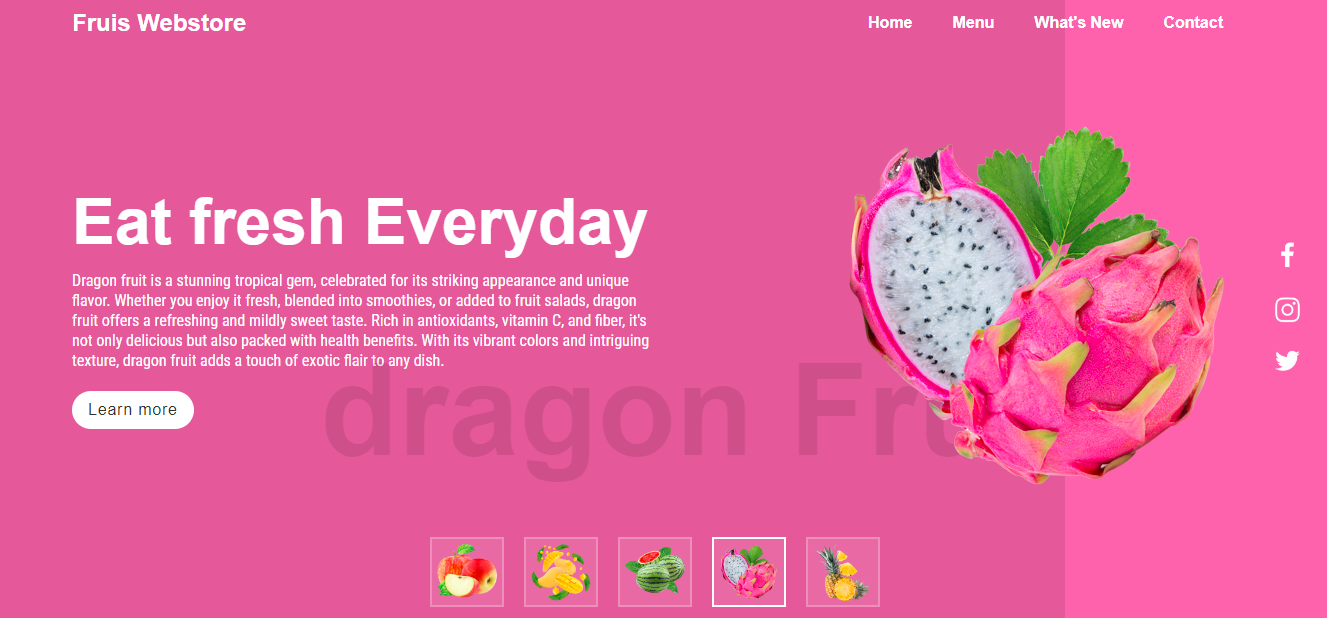 Fruis Webstore
Home Menu What's New Contact
Eat fresh Everyday
Dragon fruit is a stunning tropical gem, celebrated for its striking appearance and unique
flavor. Whether you enjoy it fresh, blended into smoothies, or added to fruit salads, dragon
fruit offers a refreshing and mildly sweet taste. Rich in antioxidants, vitamin C, and fiber, it's
not only delicious but also packed with health benefits. With its vibrant colors and intriguing
texture, dragon fruit adds a touch of exotic flair to any dish.
Learn more
dragon Fru